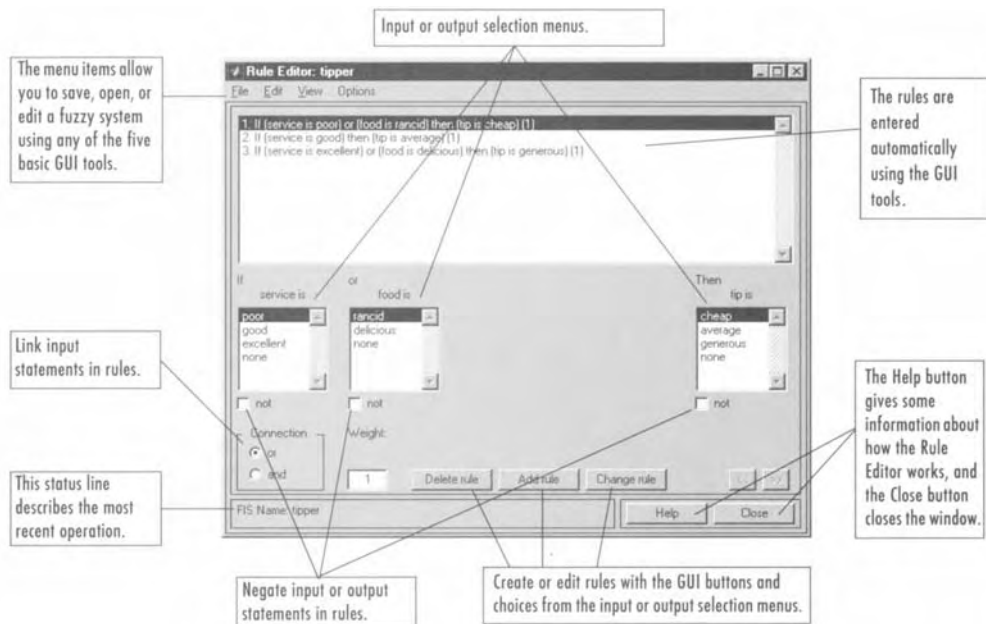 Input or output selection menus.
The menu items allow
you to save, open, or
edit a fuzzy system
using any of the five
basic GUI tools.
Rule Editor: tipper
File Edit View Options
1. If (service is poor) or (food is rancid) then (tip is cheap) (1)
2. If (service is good) then (tip is average) (1)
3. If (service is excellent) or (food is delicious) then (tip is generous) (1)
The rules are
entered
automatically
using the GUI
tools.
If or Then
service is food is tip is
poor rancid cheap
good delicious average
excellent none generous
none none
not not not
Link input
statements in rules.
Connection Weight:
or
and 1 Delete rule Add rule Change rule << >>
The Help button
gives some
information about
how the Rule
Editor works, and
the Close button
closes the window.
This status line
describes the most
recent operation.
FIS Name: tipper Help Close
Negate input or output
statements in rules.
Create or edit rules with the GUI buttons and
choices from the input or output selection menus.